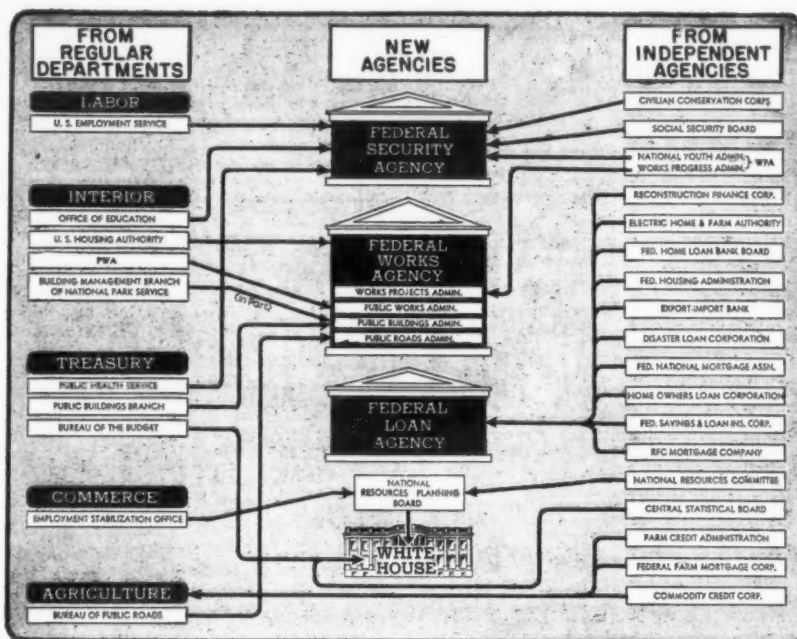 FROM
REGULAR
DEPARTMENTS
LABOR
U. S. EMPLOYMENT SERVICE
INTERIOR
OFFICE OF EDUCATION
U. S. HOUSING AUTHORITY
PWA
BUILDING MANAGEMENT BRANCH
OF NATIONAL PARK SERVICE
(In Part)
TREASURY
PUBLIC HEALTH SERVICE
PUBLIC BUILDINGS BRANCH
BUREAU OF THE BUDGET
COMMERCE
EMPLOYMENT STABILIZATION OFFICE
AGRICULTURE
BUREAU OF PUBLIC ROADS
NEW
AGENCIES
FEDERAL
SECURITY
AGENCY
FEDERAL
WORKS
AGENCY
WORKS PROJECTS ADMIN.
PUBLIC WORKS ADMIN.
PUBLIC BUILDINGS ADMIN.
PUBLIC ROADS ADMIN.
FEDERAL
LOAN
AGENCY
NATIONAL
RESOURCES PLANNING
BOARD
WHITE
HOUSE
FROM
INDEPENDENT
AGENCIES
CIVILIAN CONSERVATION CORPS
SOCIAL SECURITY BOARD
NATIONAL YOUTH ADMIN.
WORKS PROGRESS ADMIN.
WPA
RECONSTRUCTION FINANCE CORP.
ELECTRIC HOME & FARM AUTHORITY
FED. HOME LOAN BANK BOARD
FED. HOUSING ADMINISTRATION
EXPORT-IMPORT BANK
DISASTER LOAN CORPORATION
FED. NATIONAL MORTGAGE ASSN.
HOME OWNERS LOAN CORPORATION
FED. SAVINGS & LOAN INS. CORP.
RFC MORTGAGE COMPANY
NATIONAL RESOURCES COMMITTEE
CENTRAL STATISTICAL BOARD
FARM CREDIT ADMINISTRATION
FEDERAL FARM MORTGAGE CORP.
COMMODITY CREDIT CORP.